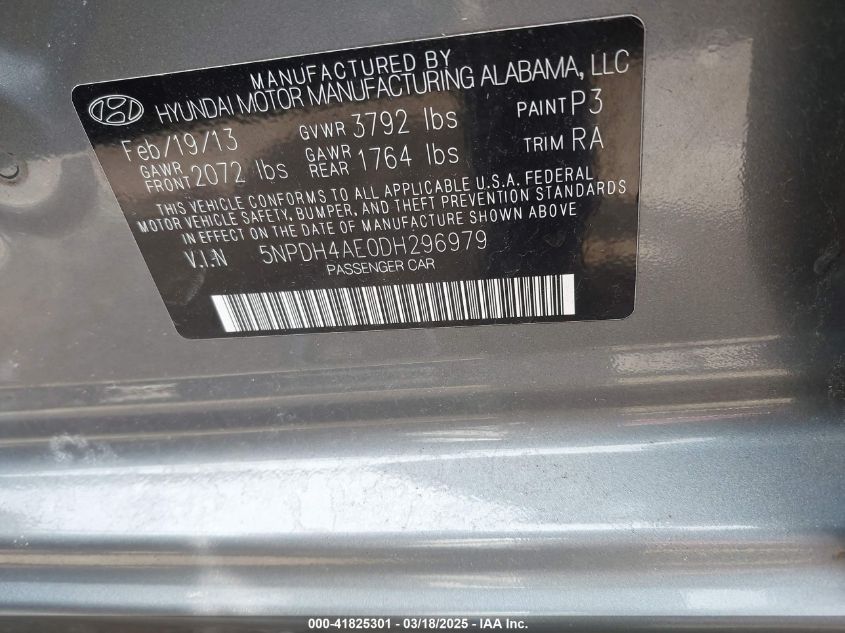 MANUFACTURED BY
HYUNDAI MOTOR MANUFACTURING ALABAMA, LLC
Feb/19/13 GVWR 3792 lbs PAINT P3
GAWR FRONT 2072 lbs GAWR REAR 1764 lbs TRIM RA
THIS VEHICLE CONFORMS TO ALL APPLICABLE U.S.A. FEDERAL
MOTOR VEHICLE SAFETY, BUMPER, AND THEFT PREVENTION STANDARDS
IN EFFECT ON THE DATE OF MANUFACTURE SHOWN ABOVE
V.I.N 5NPDH4AE0DH296979
PASSENGER CAR
000-41825301 - 03/18/2025 - IAA Inc.